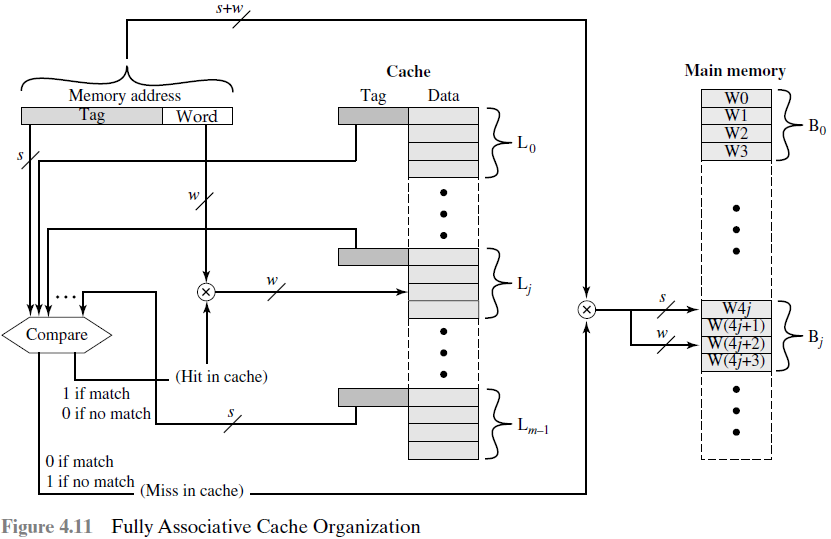 s+w
Cache
Main memory
Memory address
Tag
Data
Tag
Word
W0
W1
W2
W3
B0
L0
s
w
w
Lj
s
w
W4j
W(4j+1)
W(4j+2)
W(4j+3)
Bj
...
Compare
(Hit in cache)
1 if match
0 if no match
s
Lm–1
0 if match
1 if no match
(Miss in cache)
Figure 4.11 Fully Associative Cache Organization